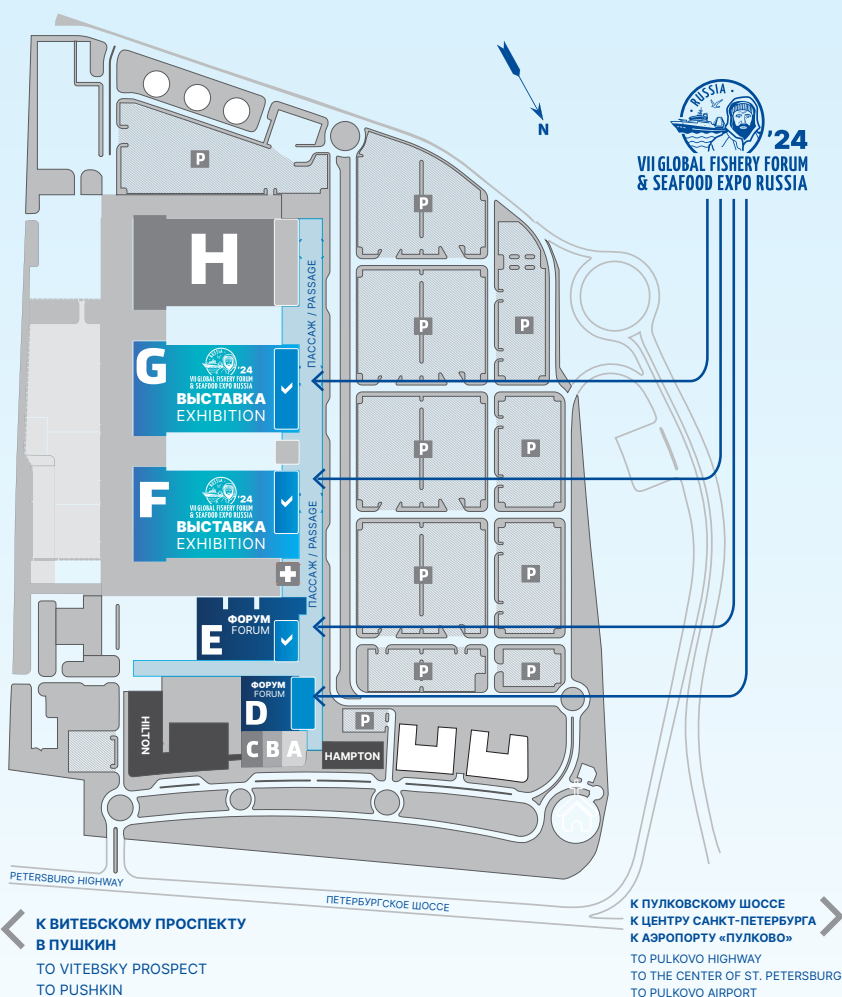 N
RUSSIA
'24
VII GLOBAL FISHERY FORUM
& SEAFOOD EXPO RUSSIA
P
P
P
P
P
P
P
P
P
P
P
P
H
ПАССАЖ / PASSAGE
G
RUSSIA
'24
VII GLOBAL FISHERY FORUM
& SEAFOOD EXPO RUSSIA
ВЫСТАВКА
EXHIBITION
F
RUSSIA
'24
VII GLOBAL FISHERY FORUM
& SEAFOOD EXPO RUSSIA
ВЫСТАВКА
EXHIBITION
ПАССАЖ / PASSAGE
E
ФОРУМ
FORUM
ФОРУМ
FORUM
D
HILTON
C B A
HAMPTON
PETERSBURG HIGHWAY
ПЕТЕРБУРГСКОЕ ШОССЕ
К ВИТЕБСКОМУ ПРОСПЕКТУ
В ПУШКИН
TO VITEBSKY PROSPECT
TO PUSHKIN
К ПУЛКОВСКОМУ ШОССЕ
К ЦЕНТРУ САНКТ-ПЕТЕРБУРГА
К АЭРОПОРТУ «ПУЛКОВО»
TO PULKOVO HIGHWAY
TO THE CENTER OF ST. PETERSBURG
TO PULKOVO AIRPORT